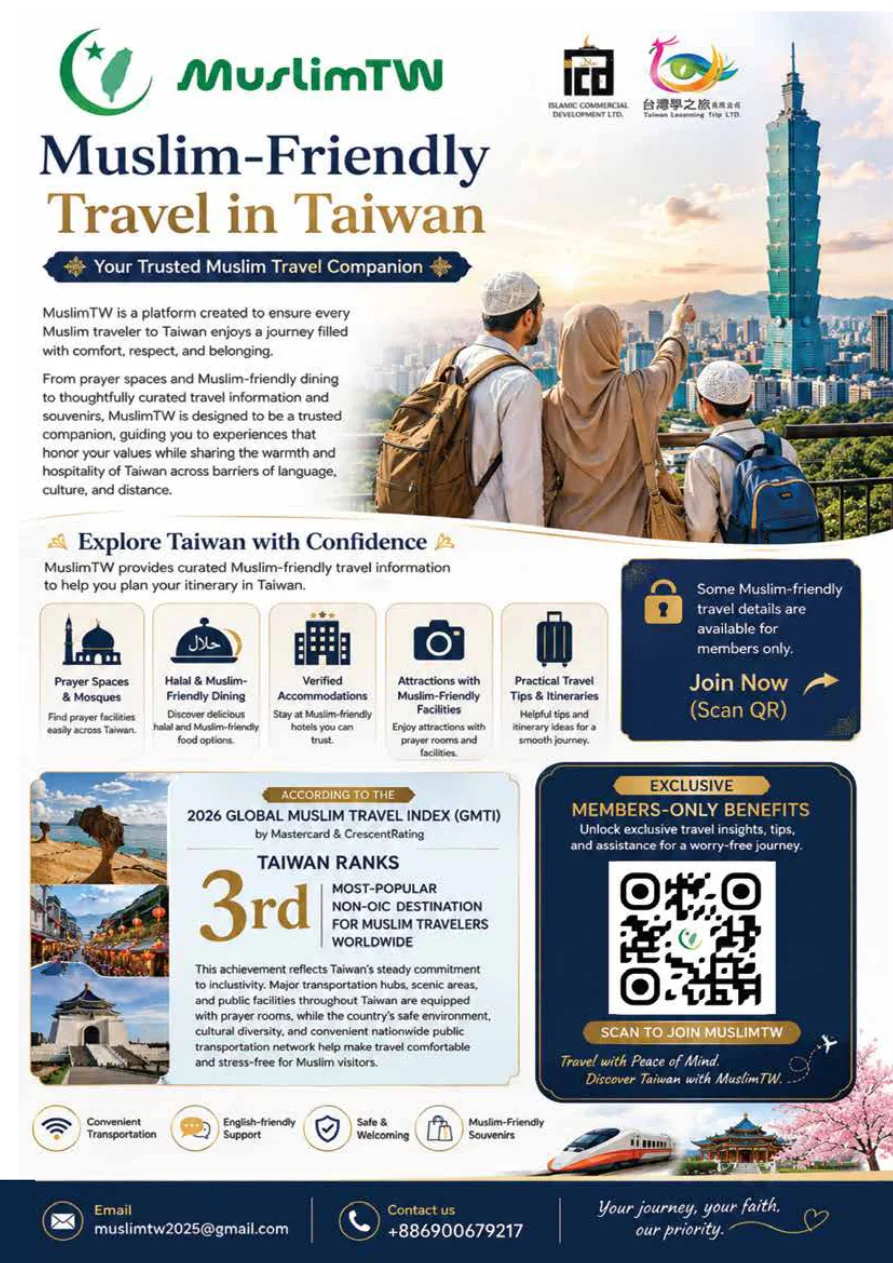 MuslimTW
icd
ISLAMIC COMMERCIAL
DEVELOPMENT LTD.
台灣學之旅有限公司
Taiwan Learning Trip LTD.
Muslim-Friendly
Travel in Taiwan
Your Trusted Muslim Travel Companion
MuslimTW is a platform created to ensure every
Muslim traveler to Taiwan enjoys a journey filled
with comfort, respect, and belonging.
From prayer spaces and Muslim-friendly dining
to thoughtfully curated travel information and
souvenirs, MuslimTW is designed to be a trusted
companion, guiding you to experiences that
honor your values while sharing the warmth and
hospitality of Taiwan across barriers of language,
culture, and distance.
Explore Taiwan with Confidence
MuslimTW provides curated Muslim-friendly travel information
to help you plan your itinerary in Taiwan.
Prayer Spaces
& Mosques
Find prayer facilities
easily across Taiwan.
حلال
Halal & Muslim-
Friendly Dining
Discover delicious
halal and Muslim-friendly
food options.
Verified
Accommodations
Stay at Muslim-friendly
hotels you can
trust.
Attractions with
Muslim-Friendly
Facilities
Enjoy attractions with
prayer rooms and
facilities.
Practical Travel
Tips & Itineraries
Helpful tips and
itinerary ideas for a
smooth journey.
Some Muslim-friendly
travel details are
available for
members only.
Join Now
(Scan QR)
ACCORDING TO THE
2026 GLOBAL MUSLIM TRAVEL INDEX (GMTI)
by Mastercard & CrescentRating
TAIWAN RANKS
3rd
MOST-POPULAR
NON-OIC DESTINATION
FOR MUSLIM TRAVELERS
WORLDWIDE
This achievement reflects Taiwan's steady commitment
to inclusivity. Major transportation hubs, scenic areas,
and public facilities throughout Taiwan are equipped
with prayer rooms, while the country's safe environment,
cultural diversity, and convenient nationwide public
transportation network help make travel comfortable
and stress-free for Muslim visitors.
EXCLUSIVE
MEMBERS-ONLY BENEFITS
Unlock exclusive travel insights, tips,
and assistance for a worry-free journey.
SCAN TO JOIN MUSLIMTW
Travel with Peace of Mind.
Discover Taiwan with MuslimTW.
Convenient
Transportation
English-friendly
Support
Safe &
Welcoming
Muslim-Friendly
Souvenirs
Email
muslimtw2025@gmail.com
Contact us
+886900679217
Your journey, your faith,
our priority.